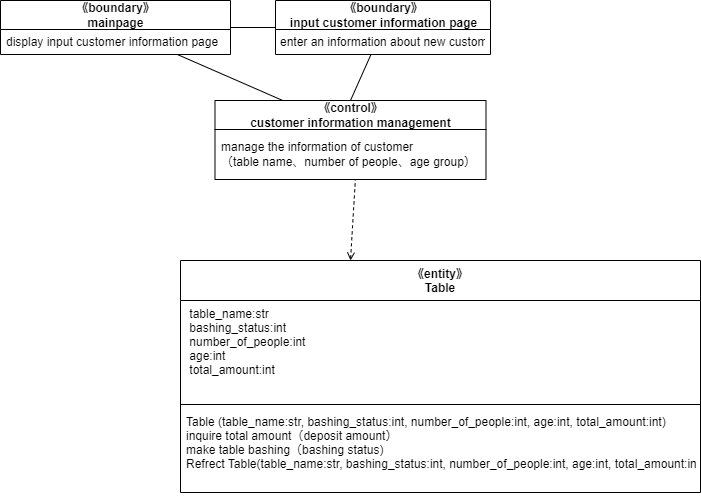 《boundary》
mainpage
display input customer information page
《boundary》
input customer information page
enter an information about new custom
《control》
customer information management
manage the information of customer
（table name、number of people、age group）
《entity》
Table
table_name:str
bashing_status:int
number_of_people:int
age:int
total_amount:int
Table (table_name:str, bashing_status:int, number_of_people:int, age:int, total_amount:int)
inquire total amount（deposit amount）
make table bashing（bashing status）
Refrect Table(table_name:str, bashing_status:int, number_of_people:int, age:int, total_amount:in